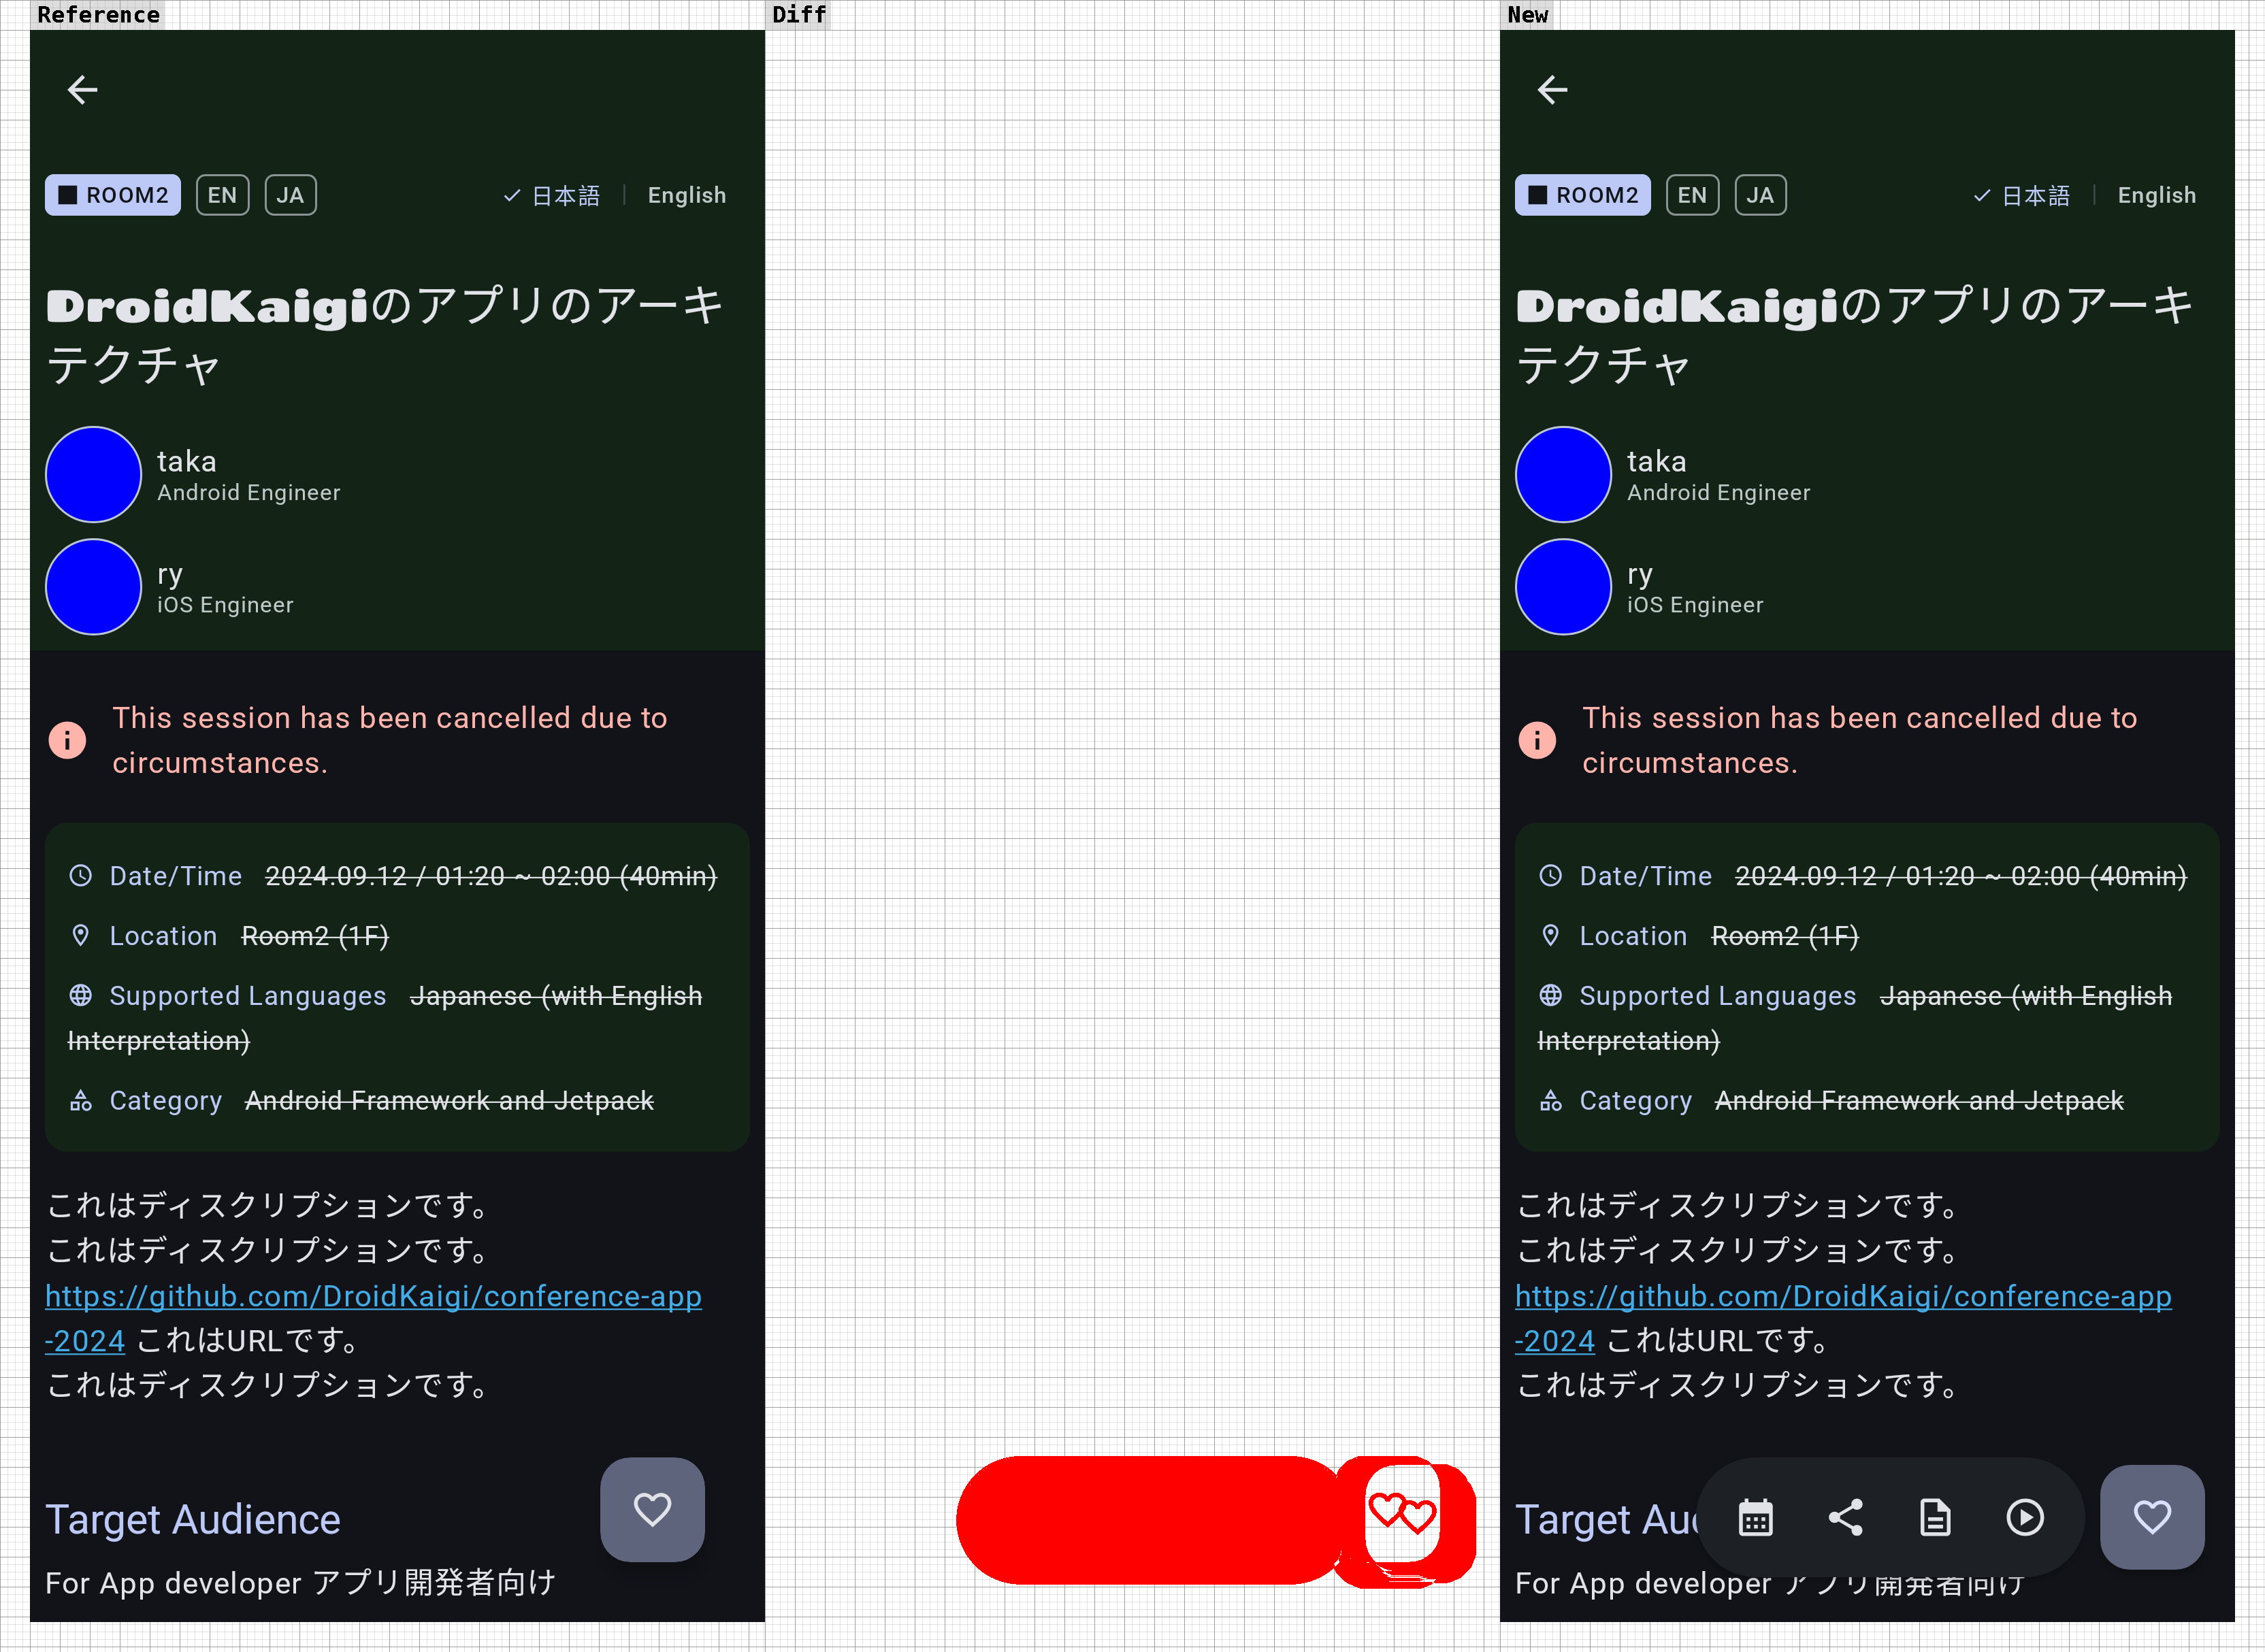 Reference
Diff
New
ROOM2 EN JA 日本語 English
DroidKaigiのアプリのアーキ
テクチャ
taka
Android Engineer
ry
iOS Engineer
This session has been cancelled due to
circumstances.
Date/Time 2024.09.12 / 01:20 ~ 02:00 (40min)
Location Room2 (1F)
Supported Languages Japanese (with English
Interpretation)
Category Android Framework and Jetpack
これはディスクリプションです。
これはディスクリプションです。
https://github.com/DroidKaigi/conference-app
-2024 これはURLです。
これはディスクリプションです。
Target Audience
For App developer アプリ開発者向け
ROOM2 EN JA 日本語 English
DroidKaigiのアプリのアーキ
テクチャ
taka
Android Engineer
ry
iOS Engineer
This session has been cancelled due to
circumstances.
Date/Time 2024.09.12 / 01:20 ~ 02:00 (40min)
Location Room2 (1F)
Supported Languages Japanese (with English
Interpretation)
Category Android Framework and Jetpack
これはディスクリプションです。
これはディスクリプションです。
https://github.com/DroidKaigi/conference-app
-2024 これはURLです。
これはディスクリプションです。
Target
For App developer アプリ開発者向け